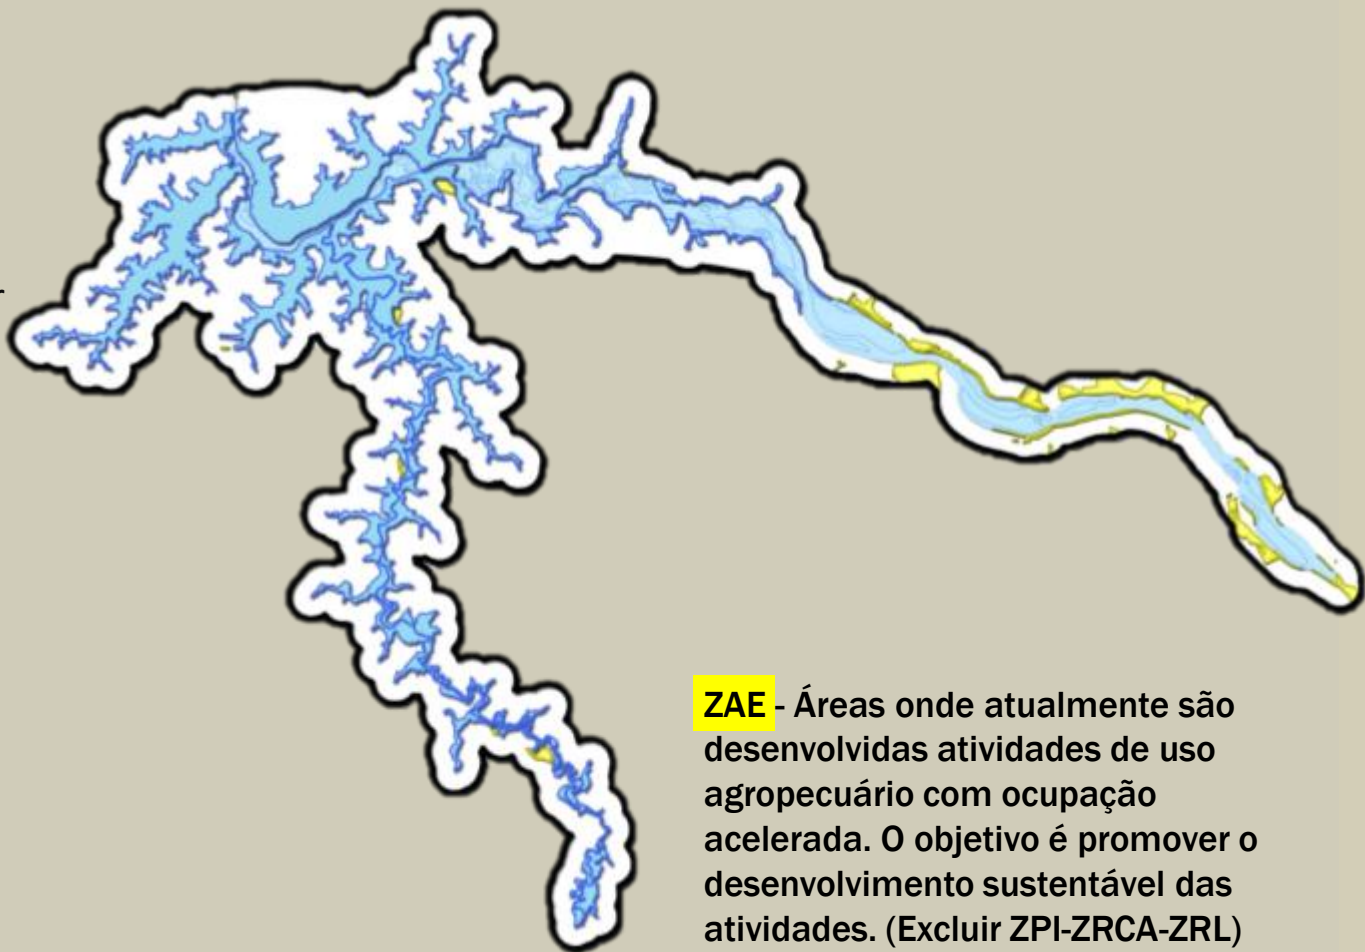 ZAE - Áreas onde atualmente são
desenvolvidas atividades de uso
agropecuário com ocupação
acelerada. O objetivo é promover o
desenvolvimento sustentável das
atividades. (Excluir ZPI-ZRCA-ZRL)